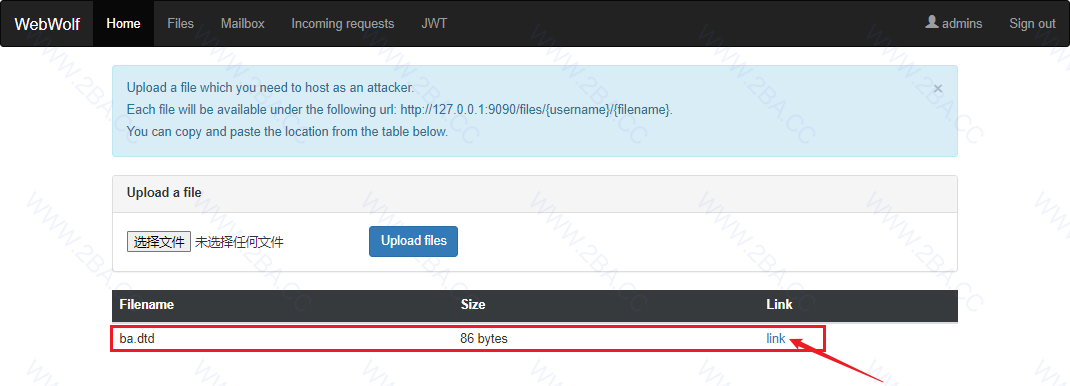 WebWolf Home Files Mailbox Incoming requests JWT admins Sign out
Upload a file which you need to host as an attacker. ×
Each file will be available under the following url: http://127.0.0.1:9090/files/{username}/{filename}.
You can copy and paste the location from the table below.
Upload a file
选择文件 未选择任何文件 Upload files
Filename Size Link
ba.dtd 86 bytes link
WWW.2BA.CC